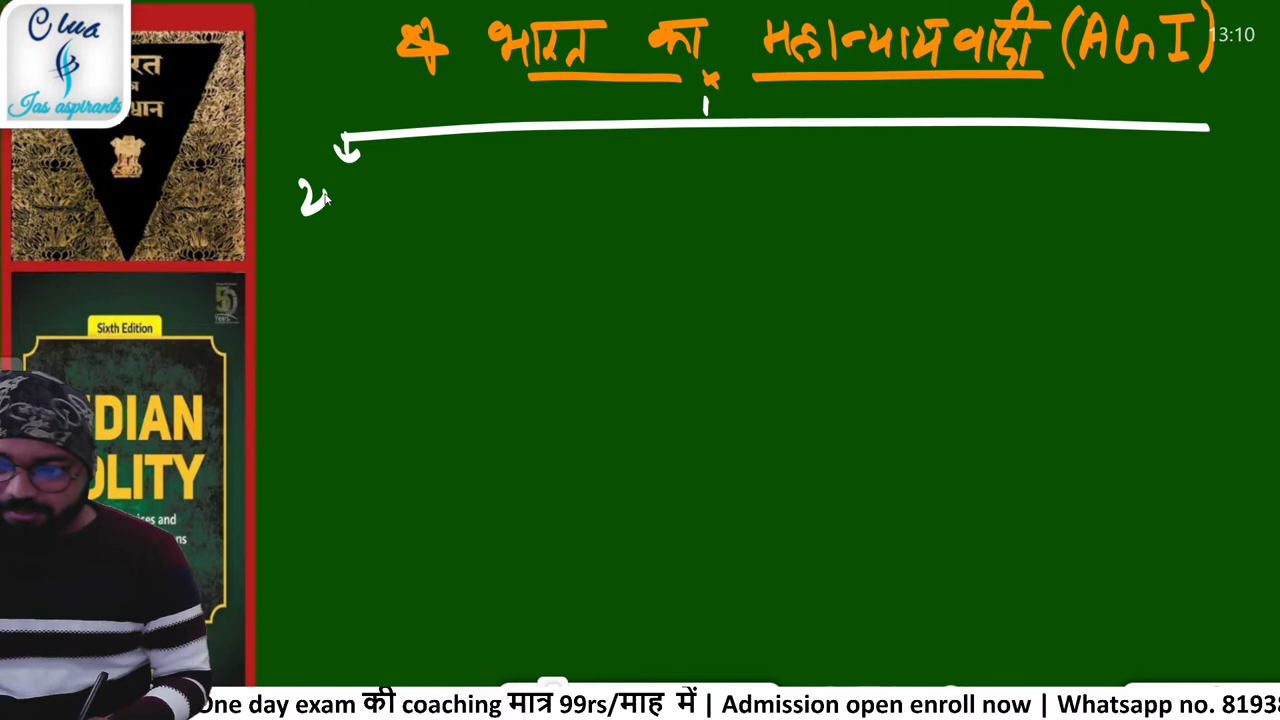 Clua
Ias aspirants
भारत का महान्यायवादी (AGI)
13:10
Sixth Edition
NDIAN
OLITY
One day exam की coaching मात्र 99rs/माह में | Admission open enroll now | Whatsapp no. 8193